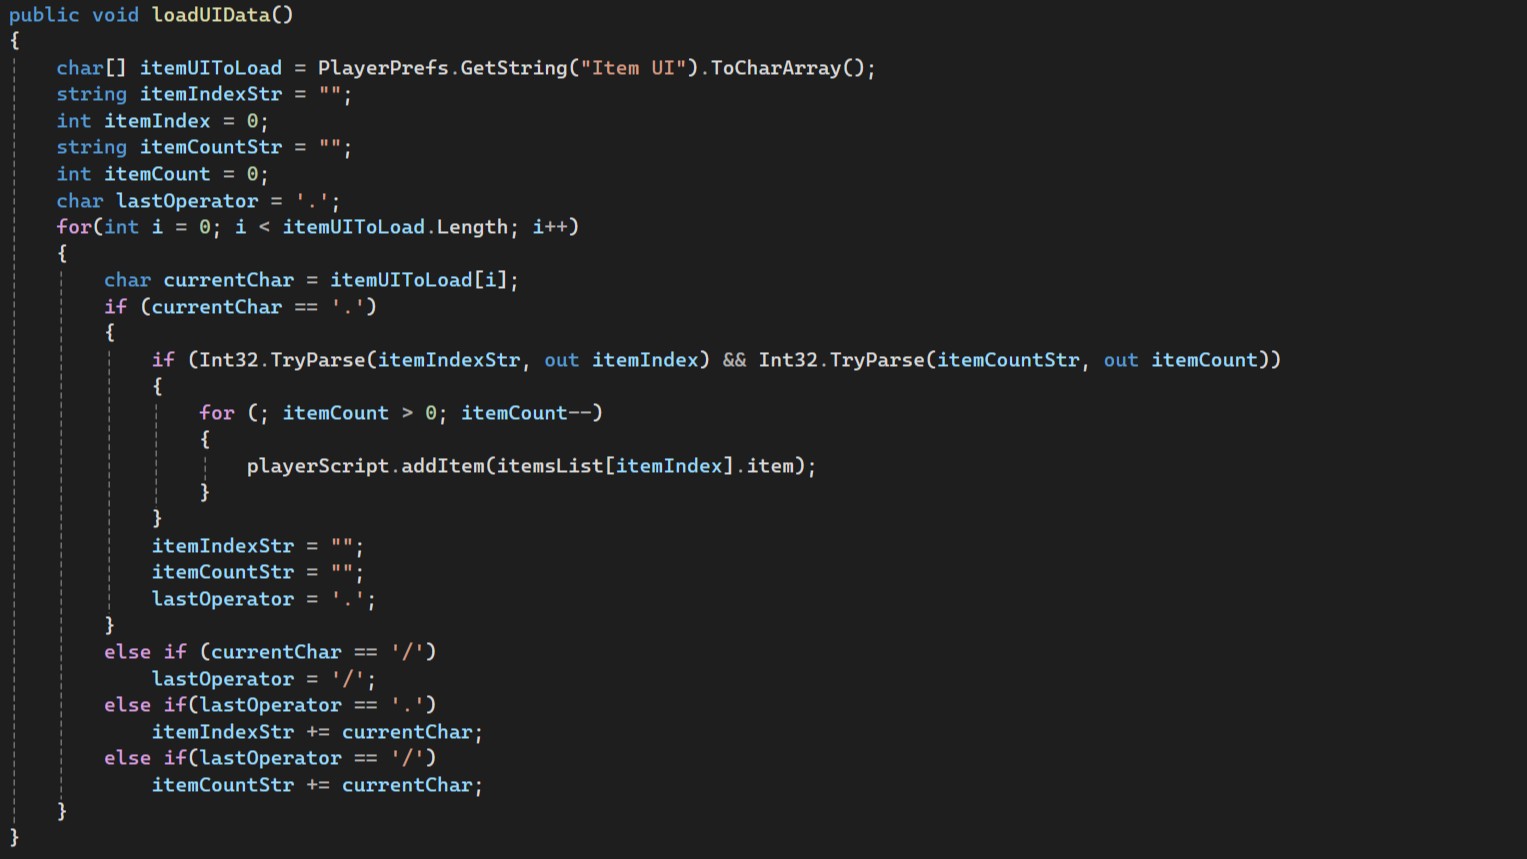 public void loadUIData()
{
    char[] itemUIToLoad = PlayerPrefs.GetString("Item UI").ToCharArray();
    string itemIndexStr = "";
    int itemIndex = 0;
    string itemCountStr = "";
    int itemCount = 0;
    char lastOperator = '.';
    for(int i = 0; i < itemUIToLoad.Length; i++)
    {
        char currentChar = itemUIToLoad[i];
        if (currentChar == '.')
        {
            if (Int32.TryParse(itemIndexStr, out itemIndex) && Int32.TryParse(itemCountStr, out itemCount))
            {
                for (; itemCount > 0; itemCount--)
                {
                    playerScript.addItem(itemsList[itemIndex].item);
                }
            }
            itemIndexStr = "";
            itemCountStr = "";
            lastOperator = '.';
        }
        else if (currentChar == '/')
            lastOperator = '/';
        else if(lastOperator == '.')
            itemIndexStr += currentChar;
        else if(lastOperator == '/')
            itemCountStr += currentChar;
    }
}